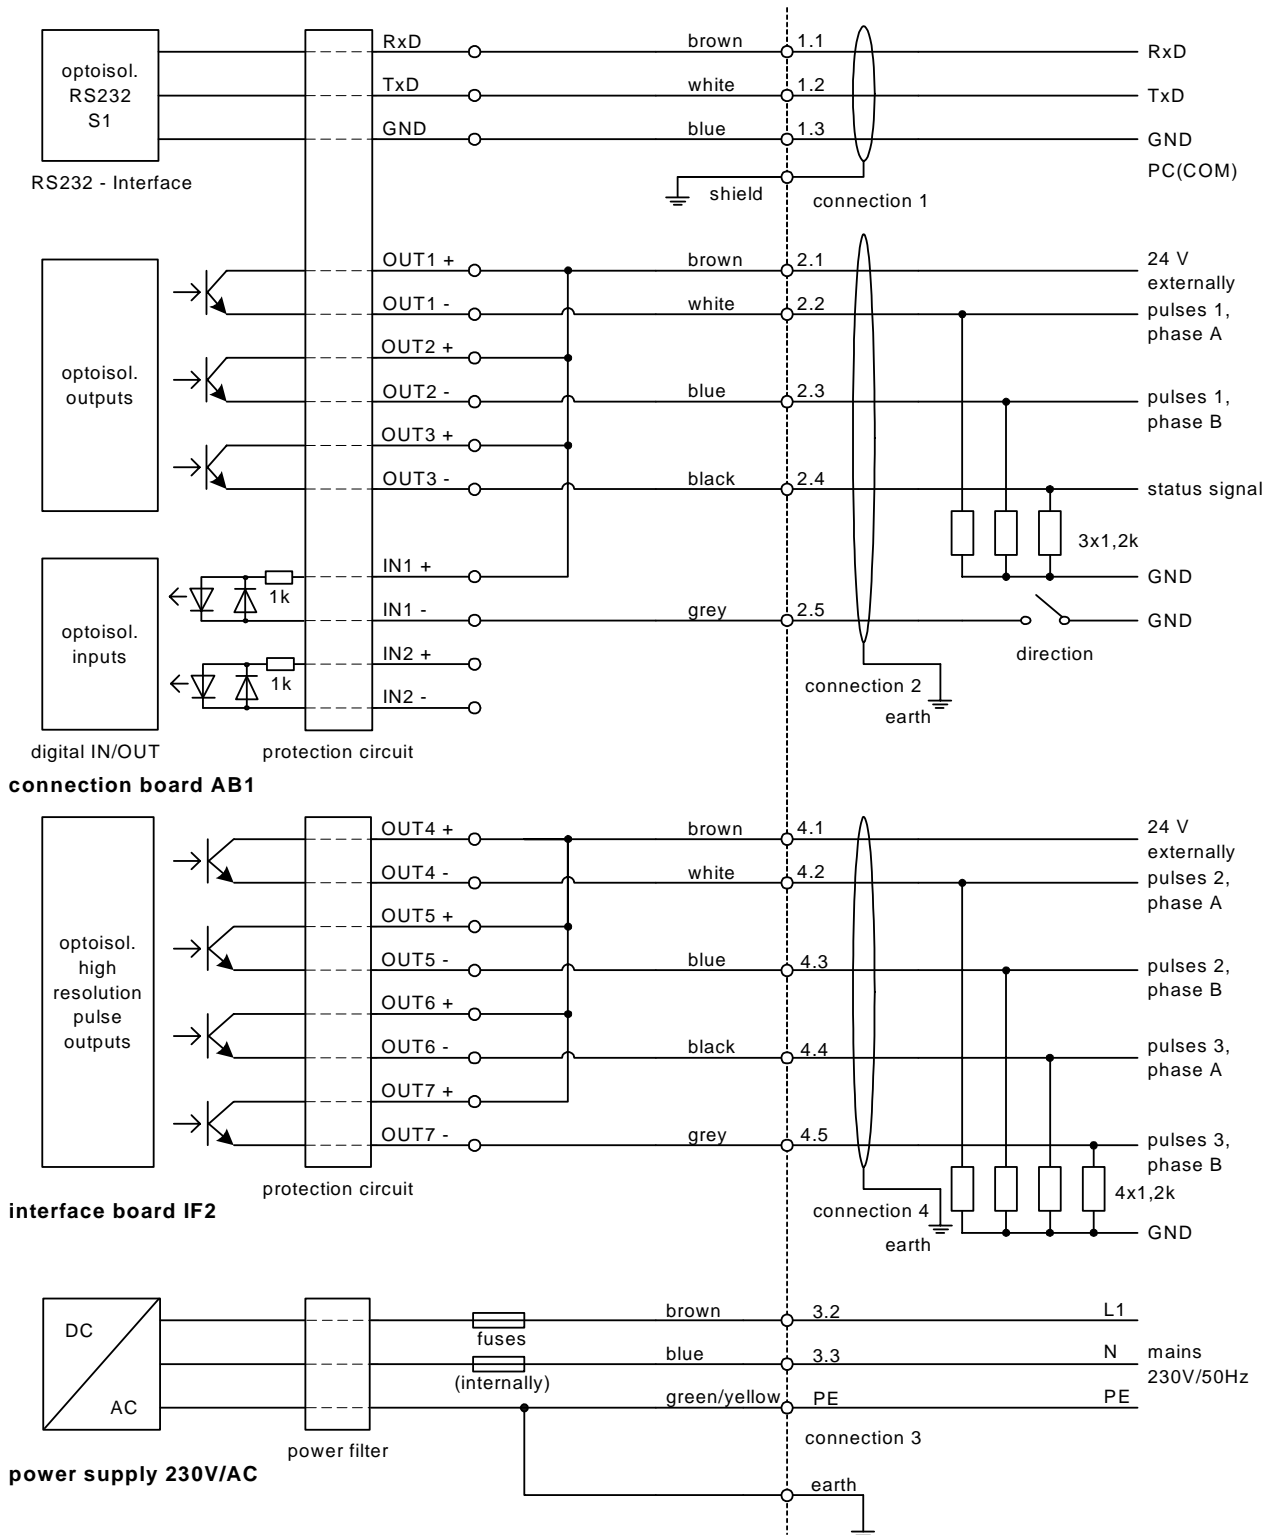 RxD brown 1.1 RxD
optoisol.
RS232
S1
TxD white 1.2 TxD
GND blue 1.3 GND
RS232 - Interface
shield
connection 1
PC(COM)
OUT1 + brown 2.1 24 V
externally
OUT1 - white 2.2 pulses 1,
phase A
OUT2 +
optoisol.
outputs
OUT2 - blue 2.3 pulses 1,
phase B
OUT3 +
OUT3 - black 2.4 status signal
3x1,2k
IN1 + GND
1k
IN1 - grey 2.5 GND
optoisol.
inputs
direction
IN2 +
1k
IN2 -
connection 2
earth
digital IN/OUT
protection circuit
connection board AB1
OUT4 + brown 4.1 24 V
externally
OUT4 - white 4.2 pulses 2,
phase A
OUT5 +
optoisol.
high
resolution
pulse
outputs
OUT5 - blue 4.3 pulses 2,
phase B
OUT6 +
OUT6 - black 4.4 pulses 3,
phase A
OUT7 +
OUT7 - grey 4.5 pulses 3,
phase B
4x1,2k
protection circuit
interface board IF2
connection 4
earth
GND
DC
AC
brown 3.2 L1
fuses
blue 3.3 N mains
230V/50Hz
(internally)
green/yellow PE PE
power filter
connection 3
power supply 230V/AC
earth